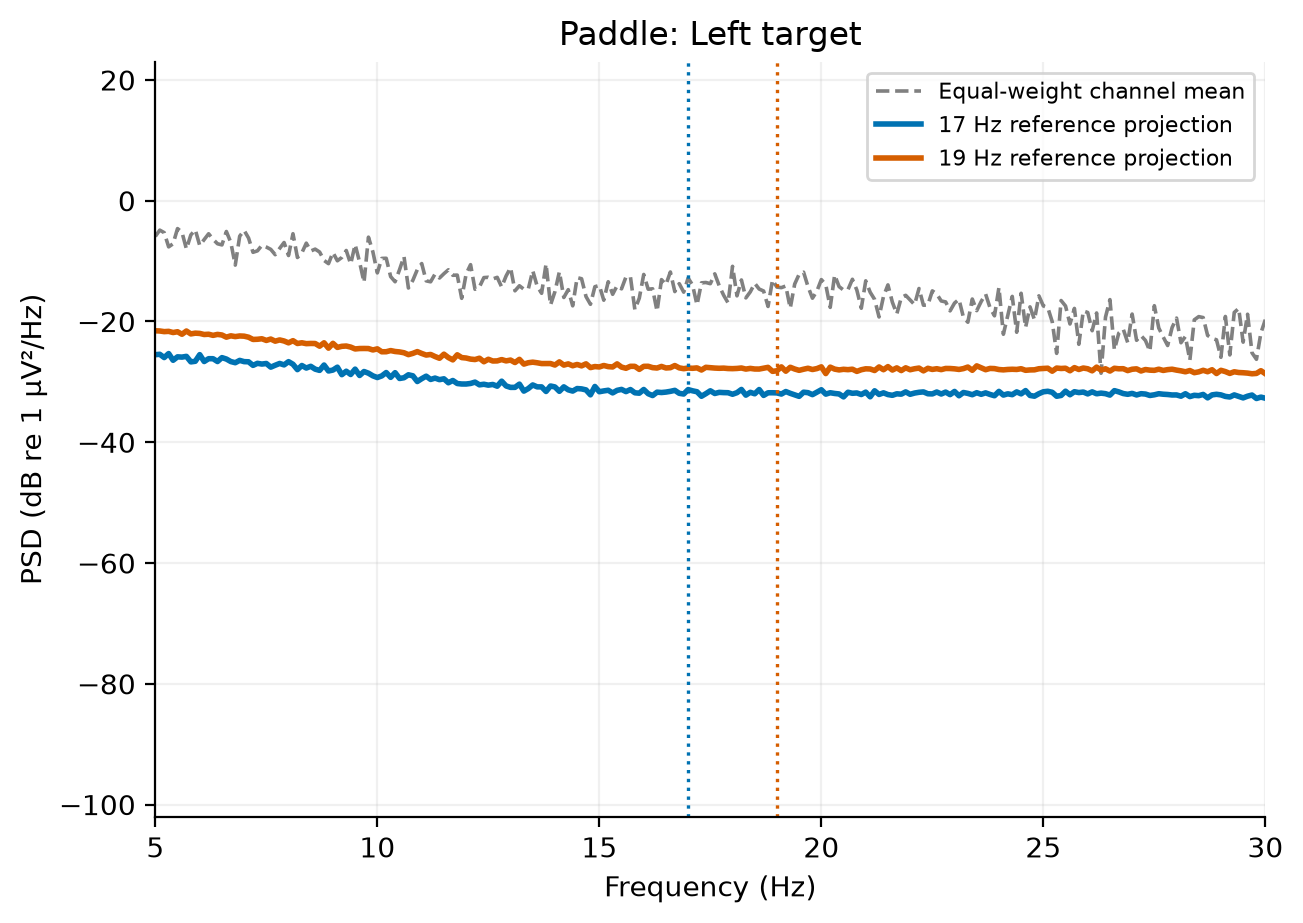 Paddle: Left target
Equal-weight channel mean
17 Hz reference projection
19 Hz reference projection
PSD (dB re 1 µV²/Hz)
20
0
−20
−40
−60
−80
−100
5 10 15 20 25 30
Frequency (Hz)